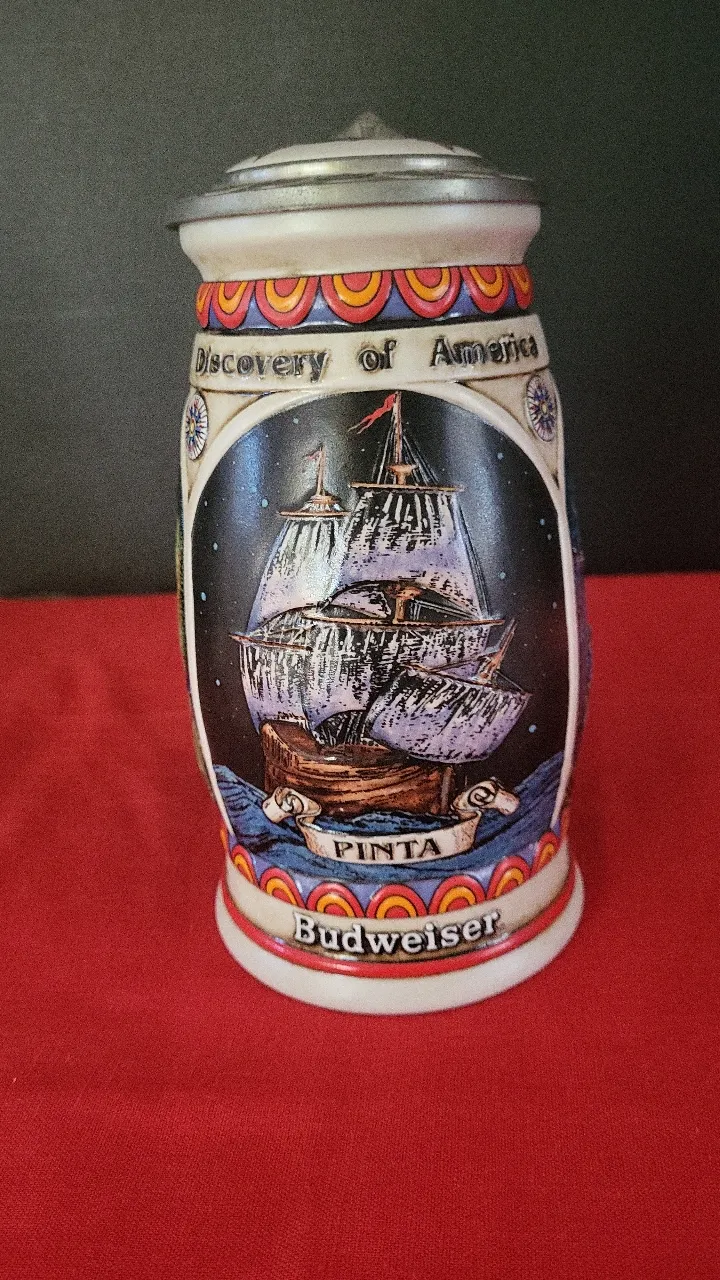 Discovery of America
PINTA
Budweiser